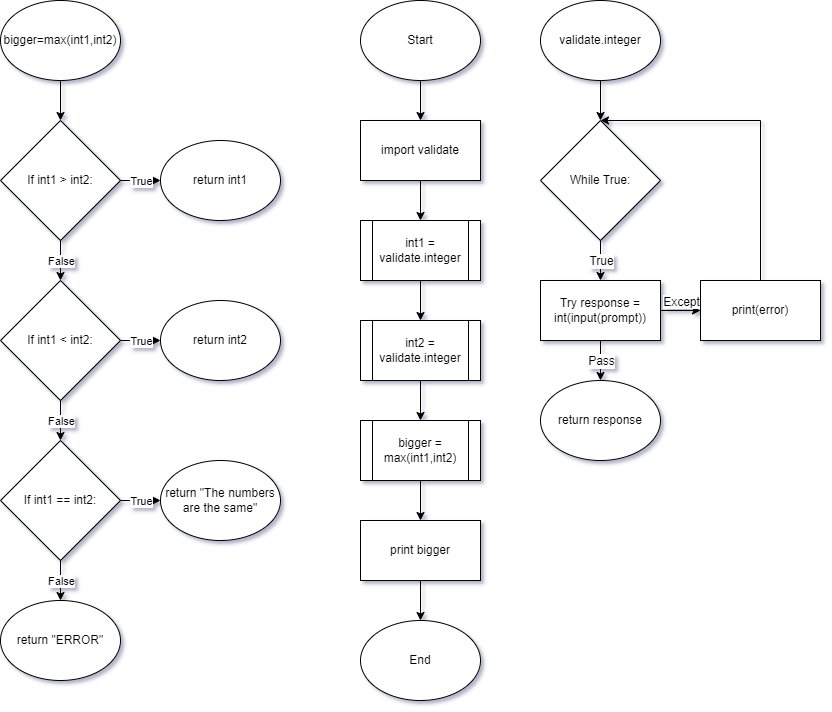 bigger=max(int1,int2)
If int1 > int2:
True
return int1
False
If int1 < int2:
True
return int2
False
If int1 == int2:
True
return "The numbers
are the same"
False
return "ERROR"
Start
import validate
int1 =
validate.integer
int2 =
validate.integer
bigger =
max(int1,int2)
print bigger
End
validate.integer
While True:
True
Try response =
int(input(prompt))
Except
print(error)
Pass
return response